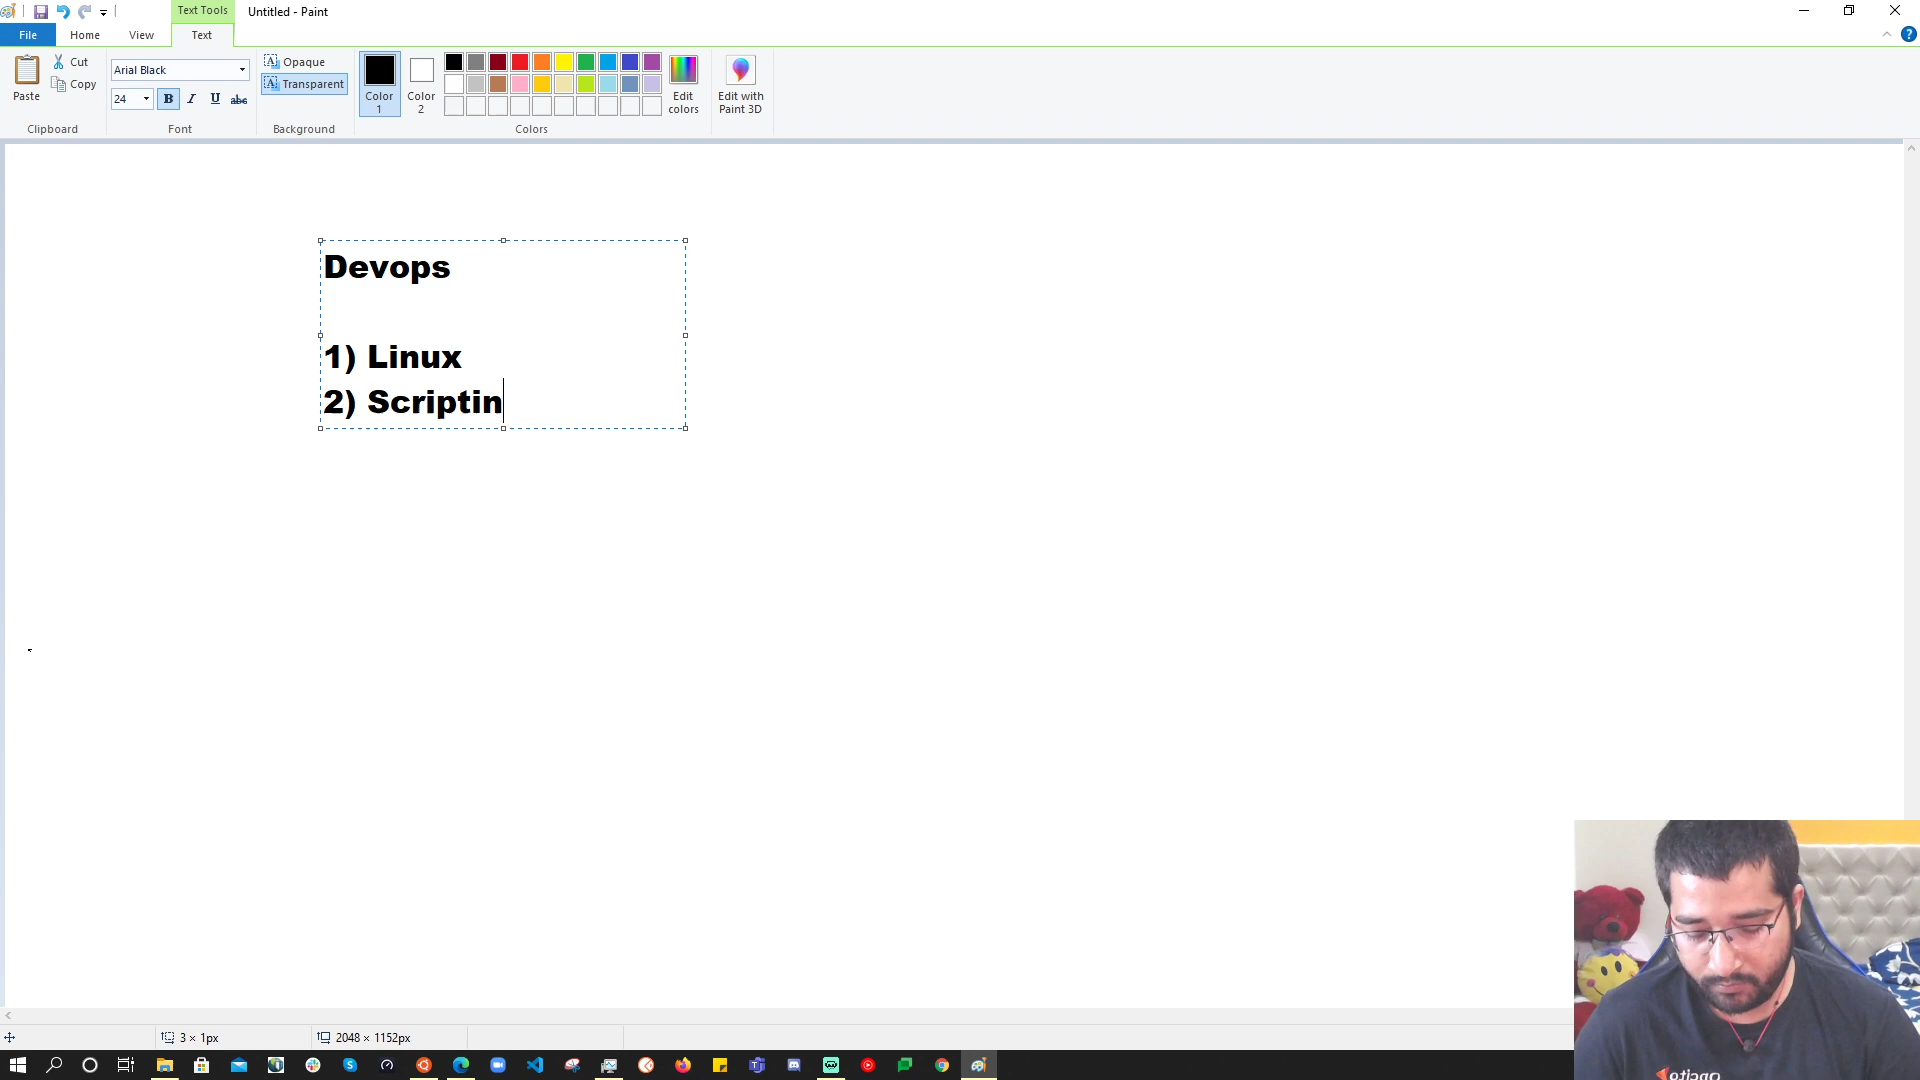 Text Tools
Untitled - Paint
File
Home
View
Text
Paste
Cut
Copy
Clipboard
Arial Black
24
B I U abc
Font
Opaque
Transparent
Background
Color 1
Color 2
Edit colors
Colors
Edit with Paint 3D
Devops
1) Linux
2) Scriptin
3 × 1px
2048 × 1152px